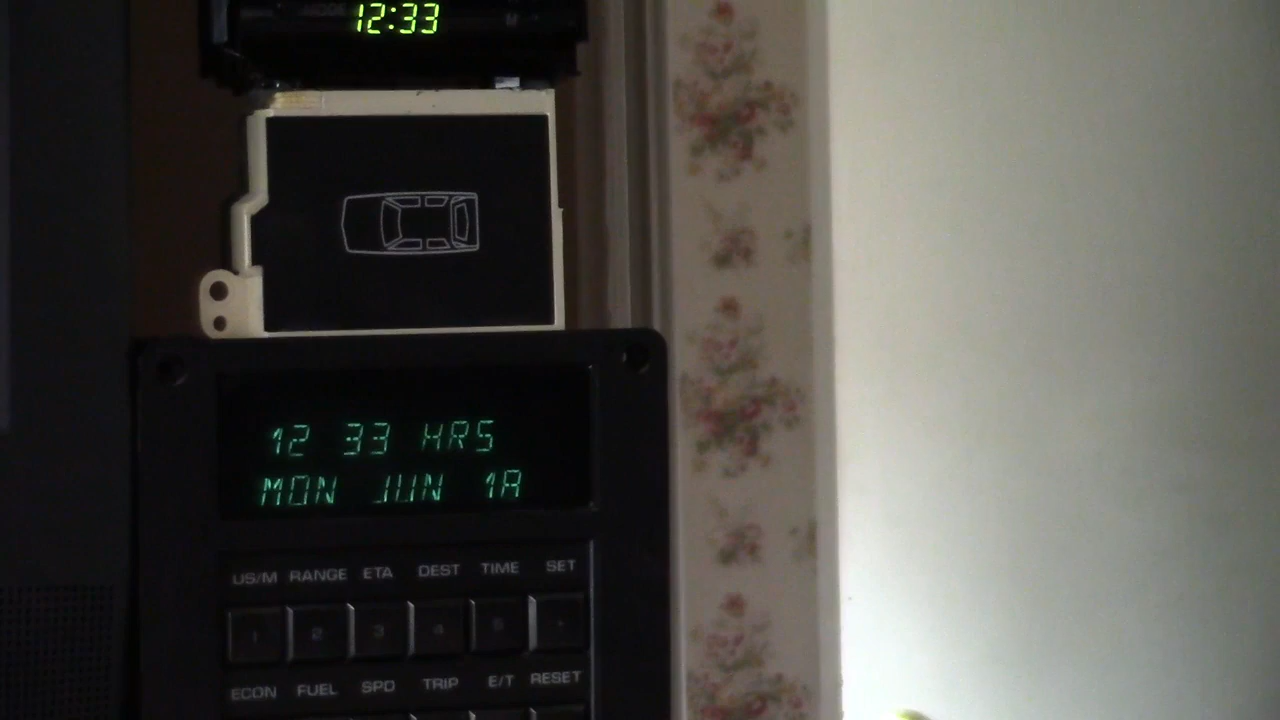 12:33
12 33 HRS
MON JUN 18
US/M RANGE ETA DEST TIME SET
1 2 3 4 5
ECON FUEL SPD TRIP E/T RESET